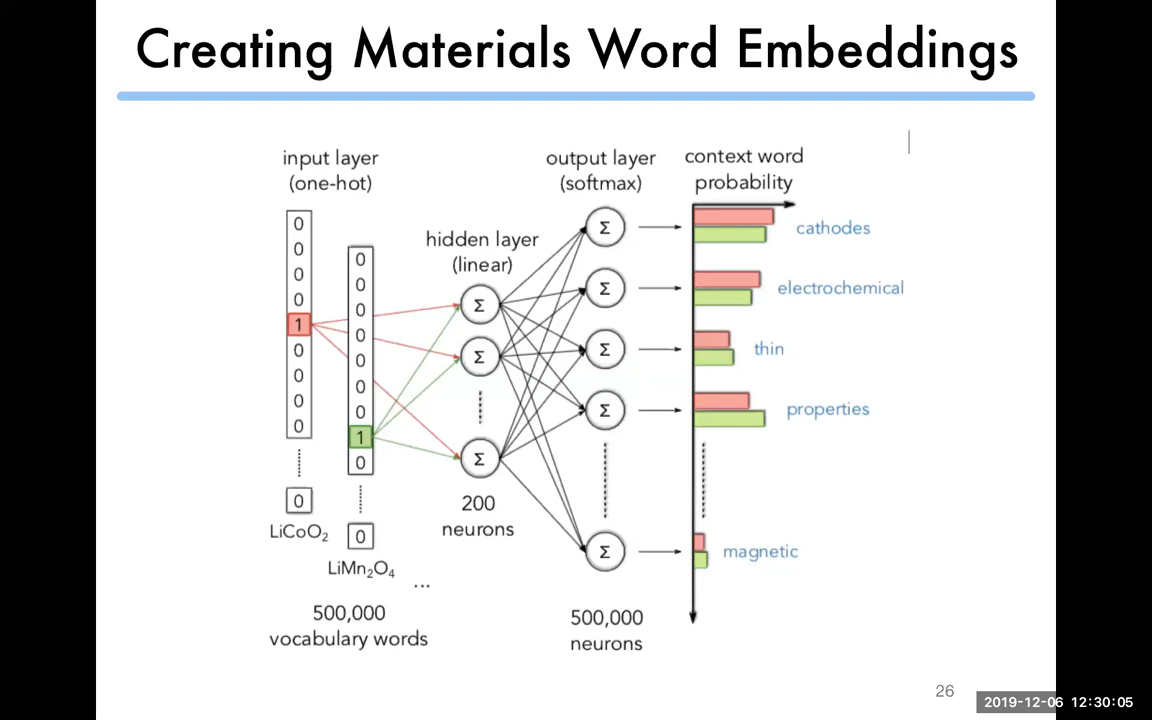 Creating Materials Word Embeddings
input layer
(one-hot)
0
0
0
0
1
0
0
0
0
0
LiCoO₂
0
0
0
0
0
0
0
1
0
0
LiMn₂O₄
...
500,000
vocabulary words
hidden layer
(linear)
Σ
Σ
Σ
200
neurons
output layer
(softmax)
Σ
Σ
Σ
Σ
Σ
500,000
neurons
context word
probability
cathodes
electrochemical
thin
properties
magnetic
26
2019-12-06 12:30:05